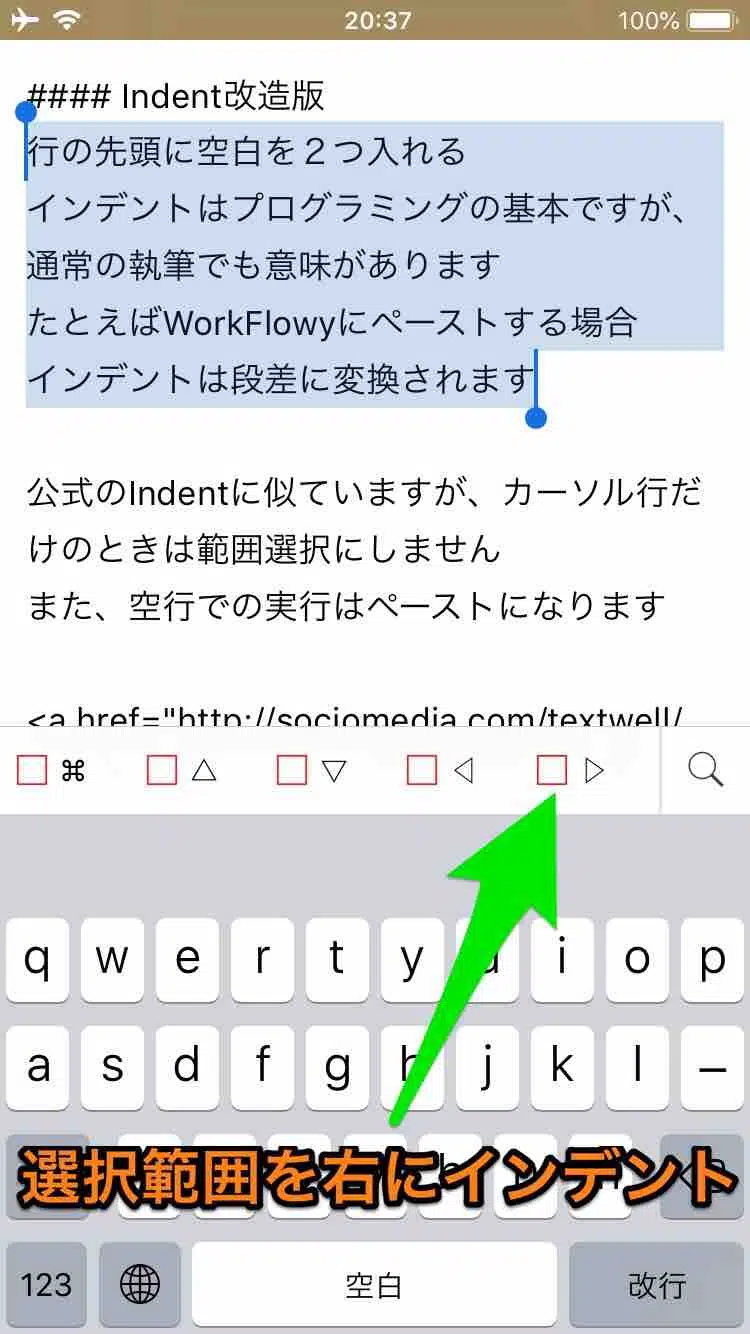 20:37 100%
#### Indent改造版
行の先頭に空白を２つ入れる
インデントはプログラミングの基本ですが、
通常の執筆でも意味があります
たとえばWorkFlowyにペーストする場合
インデントは段差に変換されます
公式のIndentに似ていますが、カーソル行だ
けのときは範囲選択にしません
また、空行での実行はペーストになります
<a href="http://sociomedia.com/textwell/
⌘ △ ▽ ◁ ▷
q w e r t y i o p
a s d f g h j k l ー
選択範囲を右にインデント
123 空白 改行